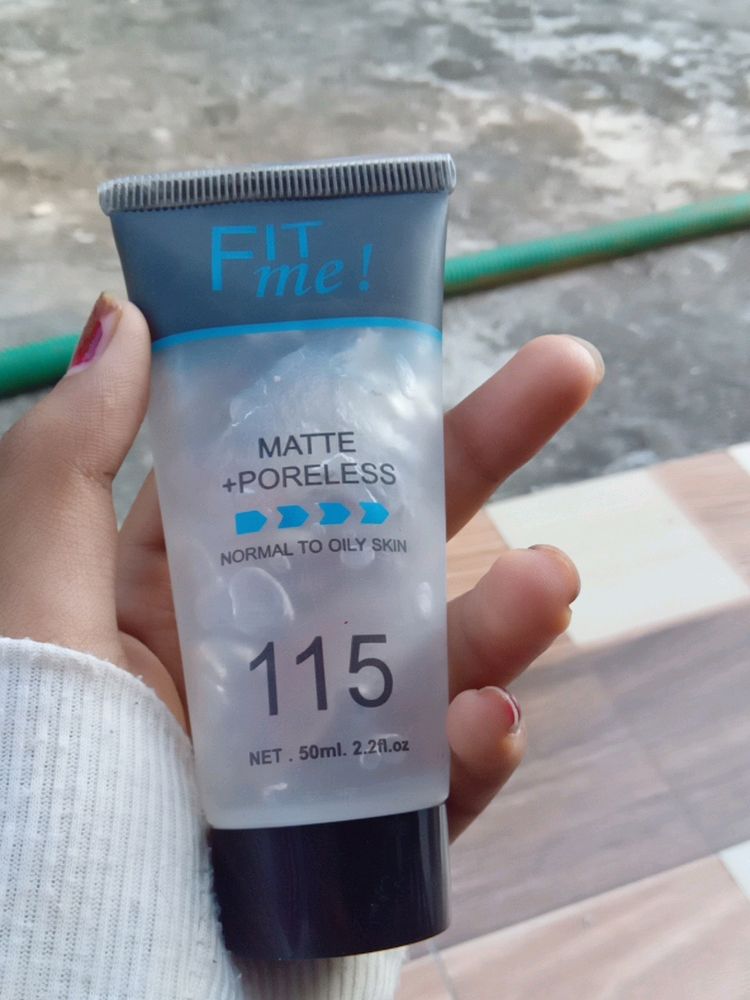 FIT
me!
MATTE
+PORELESS
NORMAL TO OILY SKIN
115
NET . 50ml. 2.2fl.oz